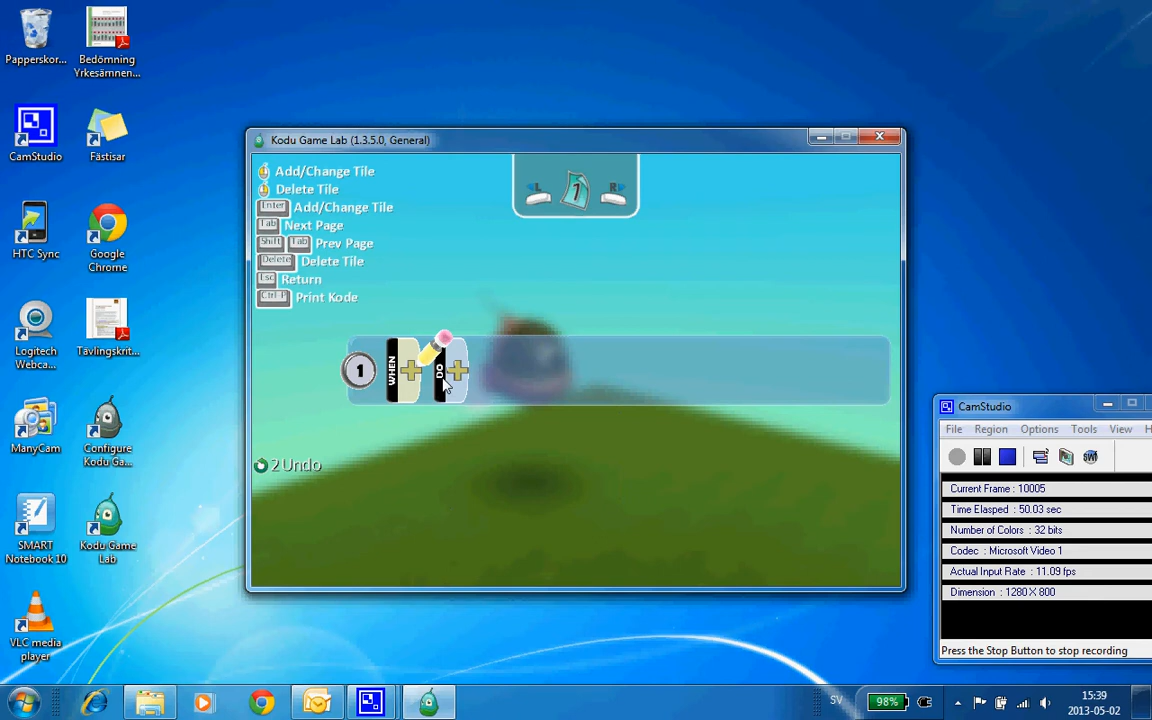 Papperskor...
Bedömning
Yrkesämnen...
CamStudio
Fästisar
HTC Sync
Google
Chrome
Logitech
Webca...
Tävlingskrit...
ManyCam
Configure
Kodu Ga...
SMART
Notebook 10
Kodu Game
Lab
VLC media
player
Kodu Game Lab (1.3.5.0, General)
Add/Change Tile
Delete Tile
Enter Add/Change Tile
Tab Next Page
Shift Tab Prev Page
Delete Delete Tile
Esc Return
Ctrl P Print Kode
L 1 R
1 WHEN DO
2 Undo
CamStudio
File Region Options Tools View H
Current Frame : 10005
Time Elasped : 50.03 sec
Number of Colors : 32 bits
Codec : Microsoft Video 1
Actual Input Rate : 11.09 fps
Dimension : 1280 X 800
Press the Stop Button to stop recording
SV
98%
15:39
2013-05-02